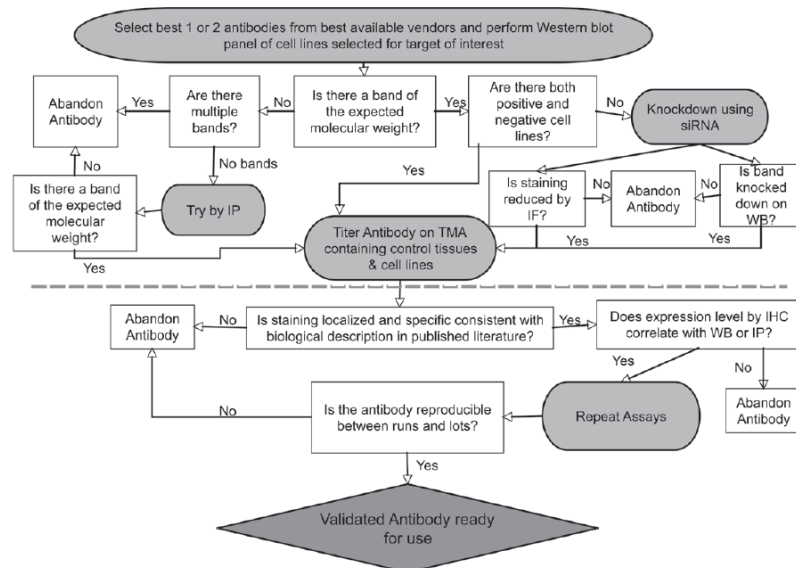 Select best 1 or 2 antibodies from best available vendors and perform Western blot
panel of cell lines selected for target of interest
Abandon
Antibody
Yes
Are there
multiple
bands?
No
Is there a band of the
expected molecular
weight?
Yes
Are there both
positive and
negative cell
lines?
No
Knockdown using
siRNA
No
No bands
Yes
Is there a band
of the expected
molecular
weight?
Try by IP
Is staining
reduced by
IF?
No
Abandon
Antibody
No
Is band
knocked
down on
WB?
Yes
Titer Antibody on TMA
containing control tissues
& cell lines
Yes
Yes
Abandon
Antibody
No
Is staining localized and specific consistent with
biological description in published literature?
Yes
Does expression level by IHC
correlate with WB or IP?
Yes
No
No
Is the antibody reproducible
between runs and lots?
Repeat Assays
Abandon
Antibody
Yes
Validated Antibody ready
for use